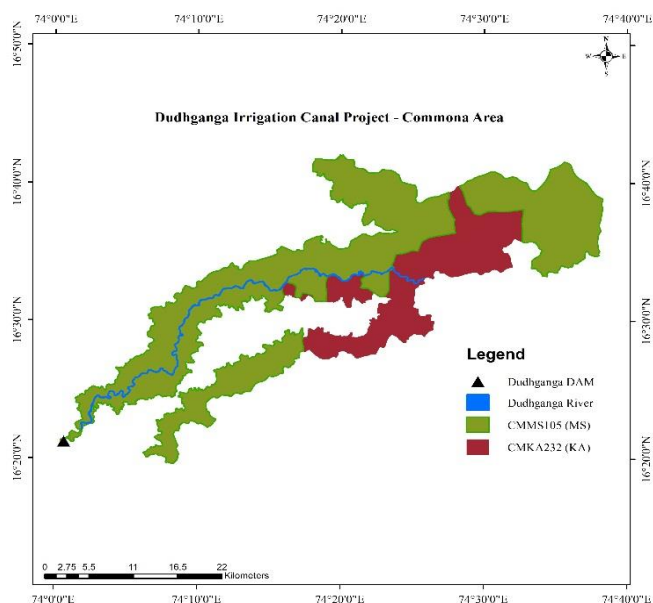 74°0'0"E 74°10'0"E 74°20'0"E 74°30'0"E 74°40'0"E
16°50'0"N 16°50'0"N
N
W E
S
Dudhganga Irrigation Canal Project - Commona Area
16°40'0"N 16°40'0"N
16°30'0"N 16°30'0"N
Legend
Dudhganga DAM
Dudhganga River
CMMS105 (MS)
CMKA232 (KA)
16°20'0"N 16°20'0"N
0 2.75 5.5 11 16.5 22
Kilometers
74°0'0"E 74°10'0"E 74°20'0"E 74°30'0"E 74°40'0"E